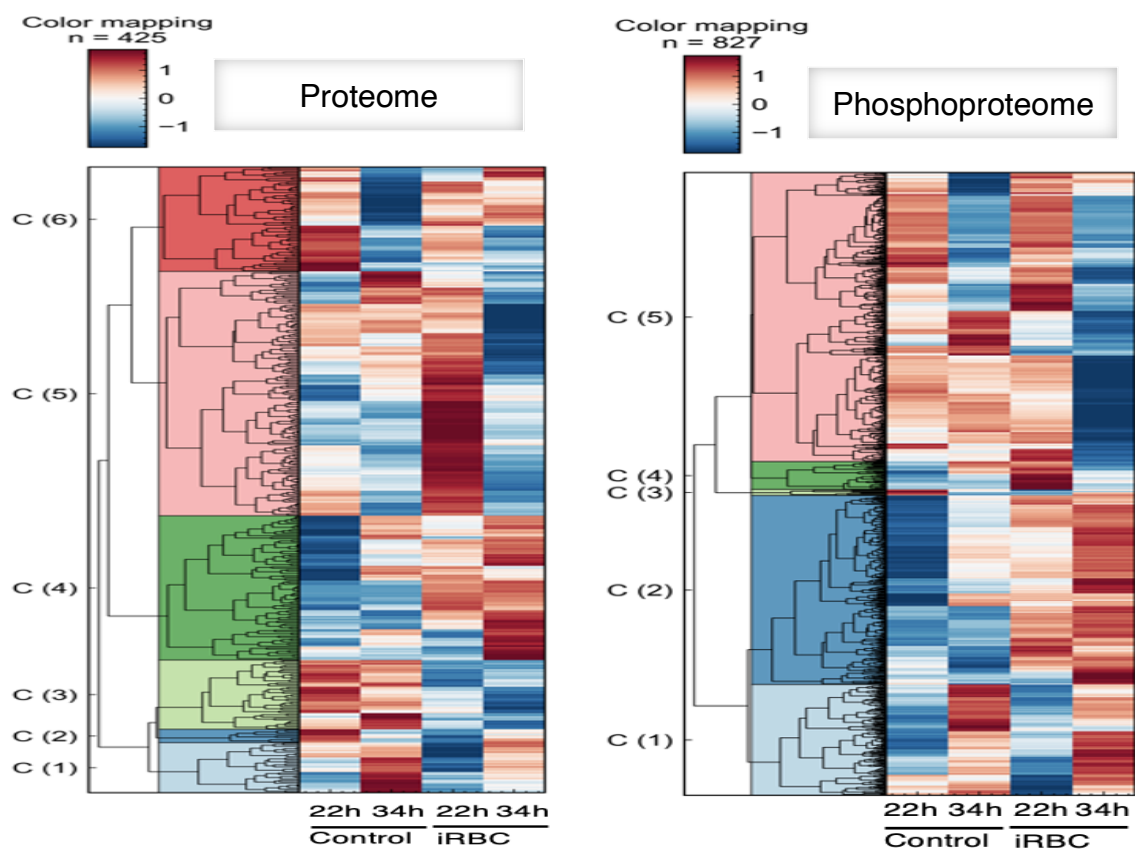 Color mapping
n = 425
1
0
−1
Proteome
C (6)
C (5)
C (4)
C (3)
C (2)
C (1)
22h 34h 22h 34h
Control iRBC
Color mapping
n = 827
1
0
−1
Phosphoproteome
C (5)
C (4)
C (3)
C (2)
C (1)
22h 34h 22h 34h
Control iRBC